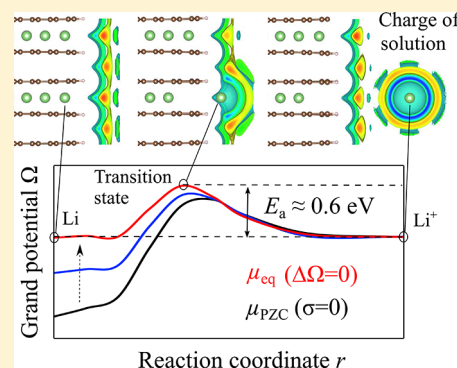 Charge of
solution
Transition
state
Li
Eₐ ≈ 0.6 eV
Li⁺
μeq (ΔΩ=0)
μPZC (σ=0)
Grand potential Ω
Reaction coordinate r